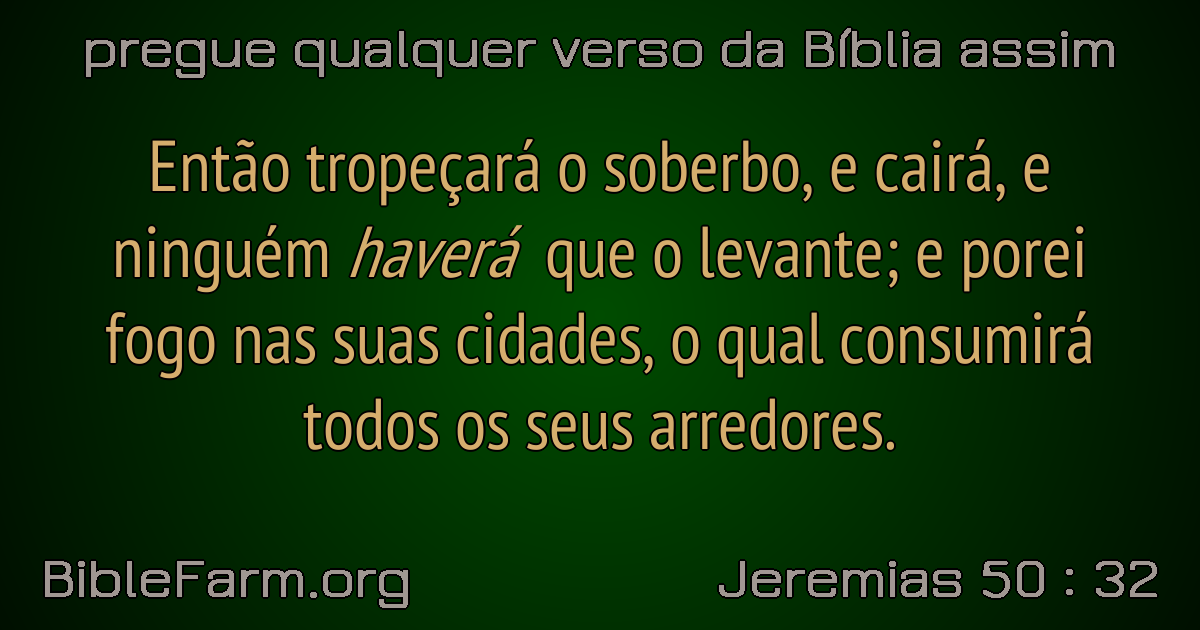 pregue qualquer verso da Bíblia assim
Então tropeçará o soberbo, e cairá, e
ninguém haverá que o levante; e porei
fogo nas suas cidades, o qual consumirá
todos os seus arredores.
BibleFarm.org
Jeremias 50 : 32